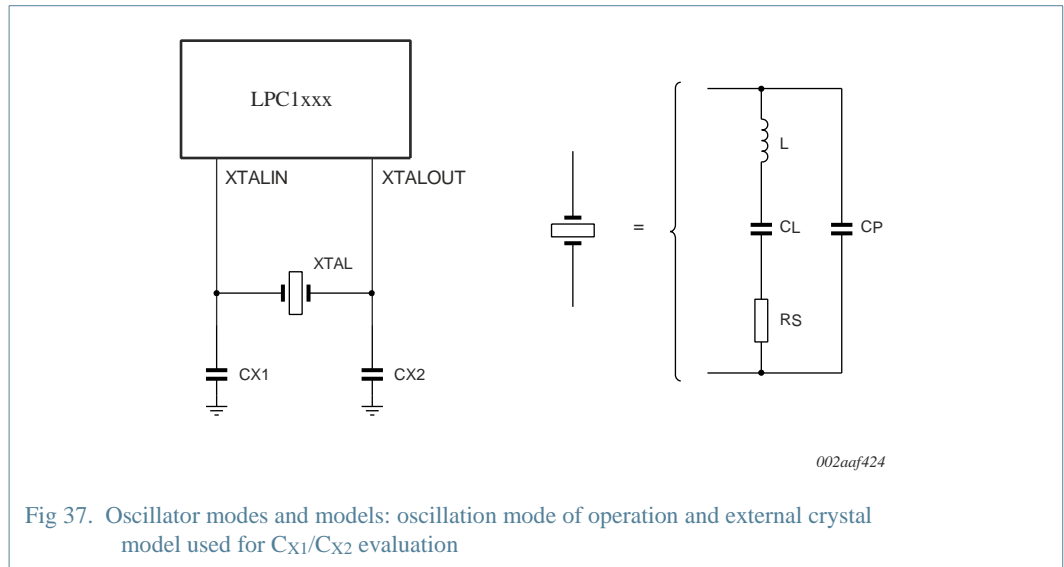 LPC1xxx
XTALIN
XTALOUT
XTAL
CX1
CX2
=
L
CL
CP
RS
002aaf424
Fig 37. Oscillator modes and models: oscillation mode of operation and external crystal
model used for CX1/CX2 evaluation